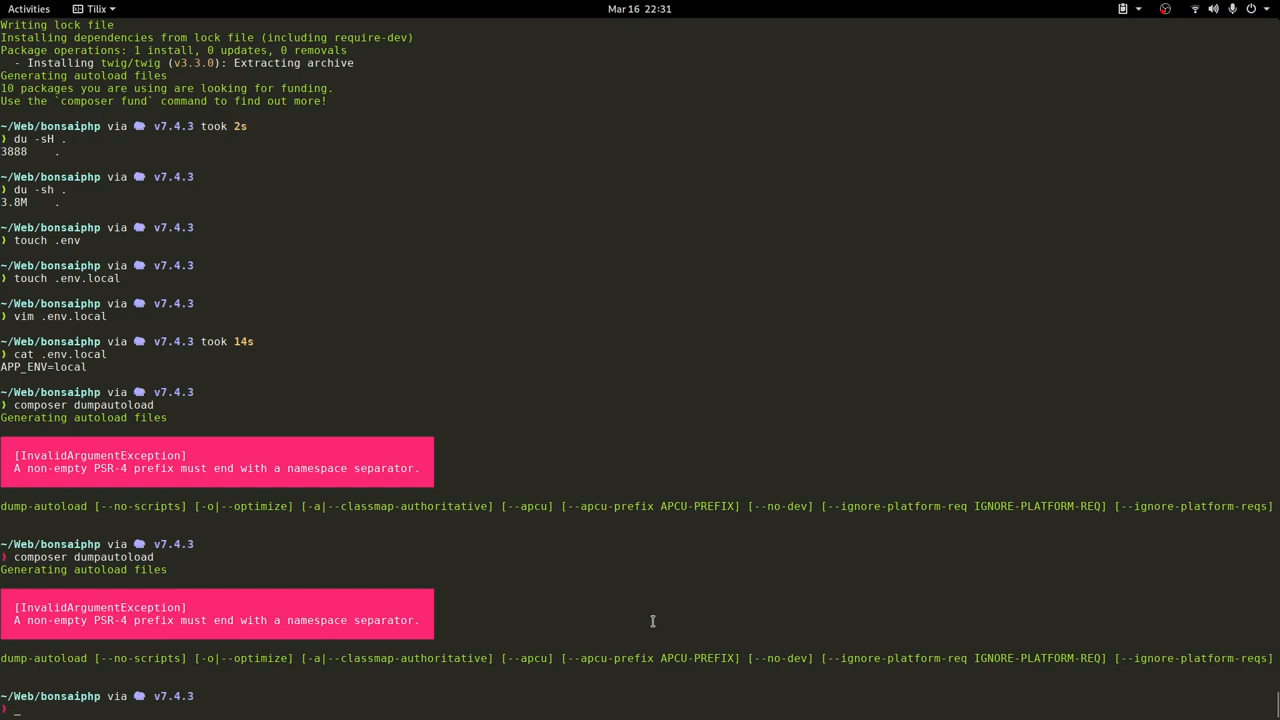 Activities Tilix Mar 16 22:31
Writing lock file
Installing dependencies from lock file (including require-dev)
Package operations: 1 install, 0 updates, 0 removals
  - Installing twig/twig (v3.3.0): Extracting archive
Generating autoload files
10 packages you are using are looking for funding.
Use the `composer fund` command to find out more!
~/Web/bonsaiphp via v7.4.3 took 2s
❯ du -sH .
3888    .
~/Web/bonsaiphp via v7.4.3
❯ du -sh .
3.8M    .
~/Web/bonsaiphp via v7.4.3
❯ touch .env
~/Web/bonsaiphp via v7.4.3
❯ touch .env.local
~/Web/bonsaiphp via v7.4.3
❯ vim .env.local
~/Web/bonsaiphp via v7.4.3 took 14s
❯ cat .env.local
APP_ENV=local
~/Web/bonsaiphp via v7.4.3
❯ composer dumpautoload
Generating autoload files
[InvalidArgumentException]
A non-empty PSR-4 prefix must end with a namespace separator.
dump-autoload [--no-scripts] [-o|--optimize] [-a|--classmap-authoritative] [--apcu] [--apcu-prefix APCU-PREFIX] [--no-dev] [--ignore-platform-req IGNORE-PLATFORM-REQ] [--ignore-platform-reqs]
~/Web/bonsaiphp via v7.4.3
❯ composer dumpautoload
Generating autoload files
[InvalidArgumentException]
A non-empty PSR-4 prefix must end with a namespace separator.
dump-autoload [--no-scripts] [-o|--optimize] [-a|--classmap-authoritative] [--apcu] [--apcu-prefix APCU-PREFIX] [--no-dev] [--ignore-platform-req IGNORE-PLATFORM-REQ] [--ignore-platform-reqs]
~/Web/bonsaiphp via v7.4.3
❯ _